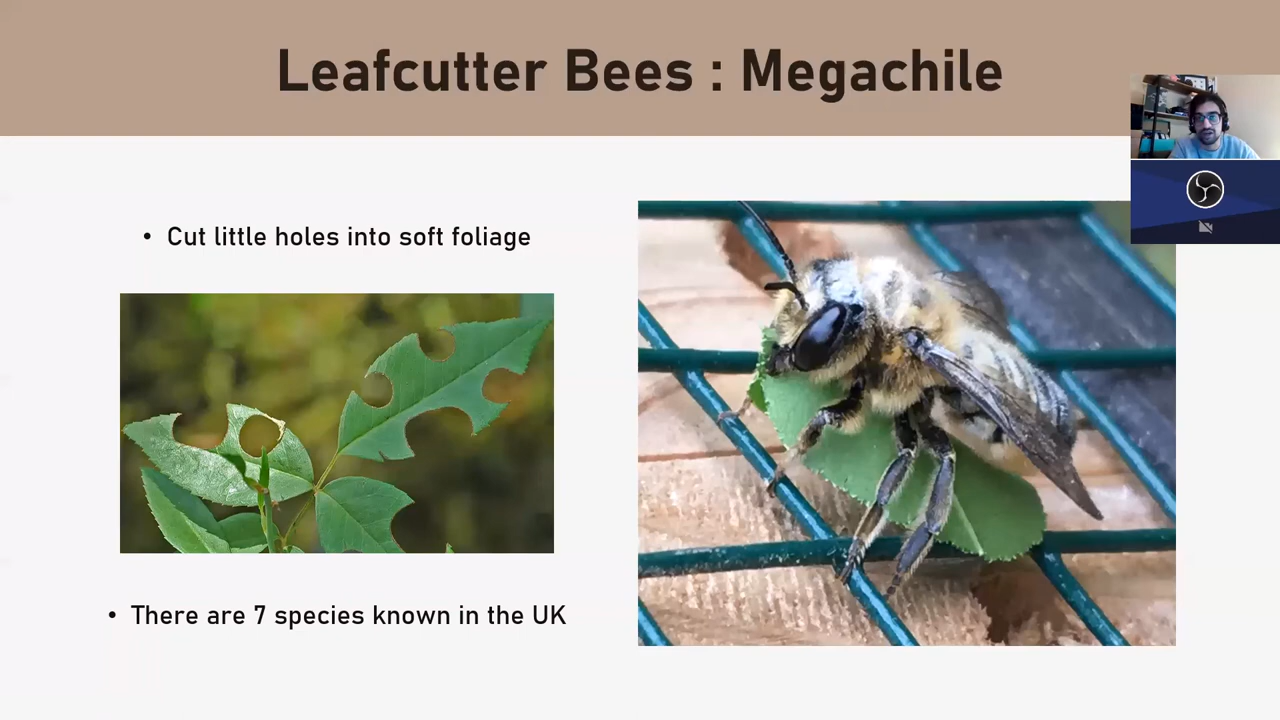 Leafcutter Bees : Megachile
• Cut little holes into soft foliage
• There are 7 species known in the UK